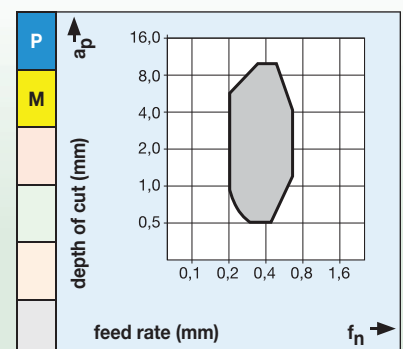 P
M
ap
depth of cut (mm)
16,0
8,0
4,0
2,0
1,0
0,5
0,1 0,2 0,4 0,8 1,6
feed rate (mm) fn